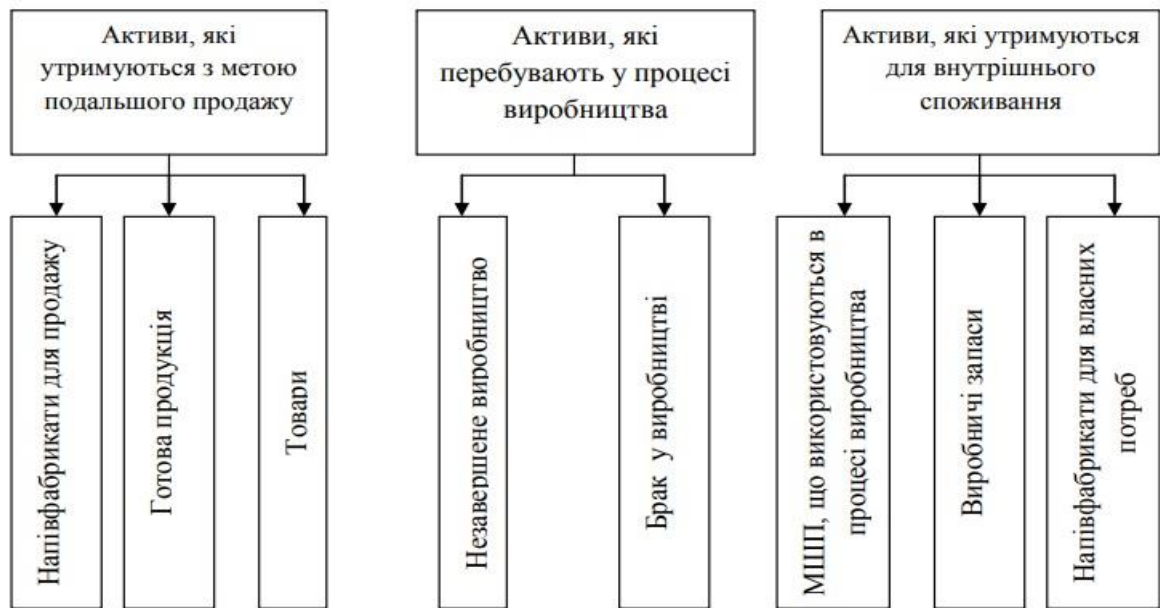 Активи, які
утримуються з метою
подальшого продажу
Активи, які
перебувають у процесі
виробництва
Активи, які утримуються
для внутрішнього
споживання
Напівфабрикати для продажу
Готова продукція
Товари
Незавершене виробництво
Брак у виробництві
МШП, що використовуються в
процесі виробництва
Виробничі запаси
Напівфабрикати для власних
потреб